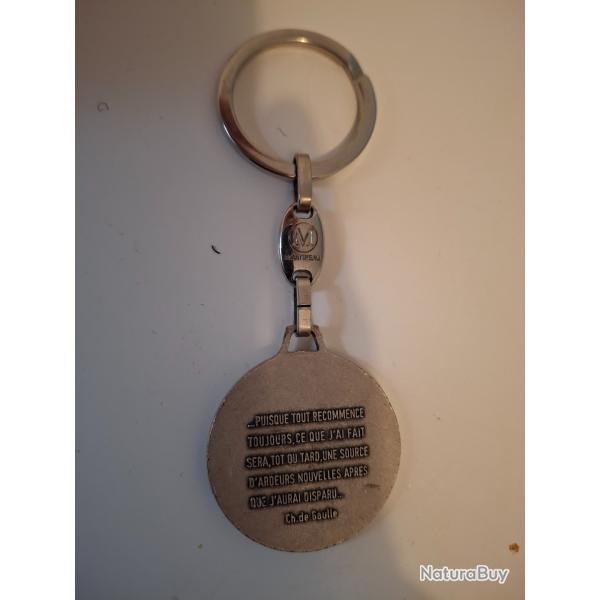 M
MARTINEAU
...PUISQUE TOUT RECOMMENCE
TOUJOURS, CE QUE J'AI FAIT
SERA, TOT OU TARD, UNE SOURCE
D'ARDEURS NOUVELLES APRES
QUE J'AURAI DISPARU...
Ch. de Gaulle
NaturaBuy